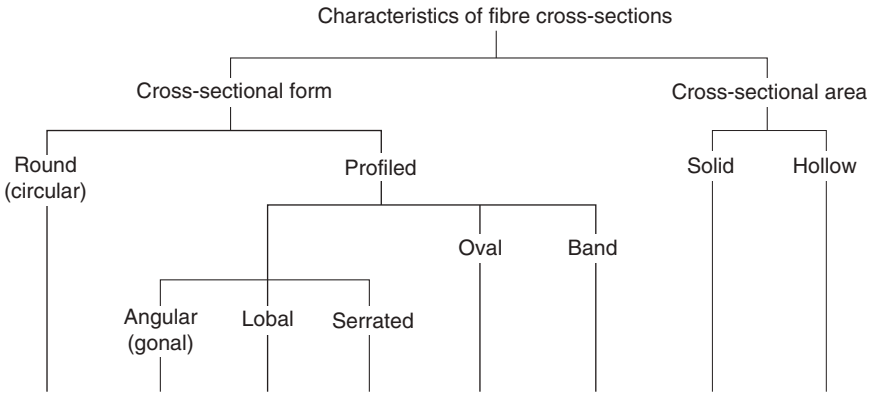 Characteristics of fibre cross-sections
Cross-sectional form
Cross-sectional area
Round
(circular)
Profiled
Solid
Hollow
Oval
Band
Angular
(gonal)
Lobal
Serrated